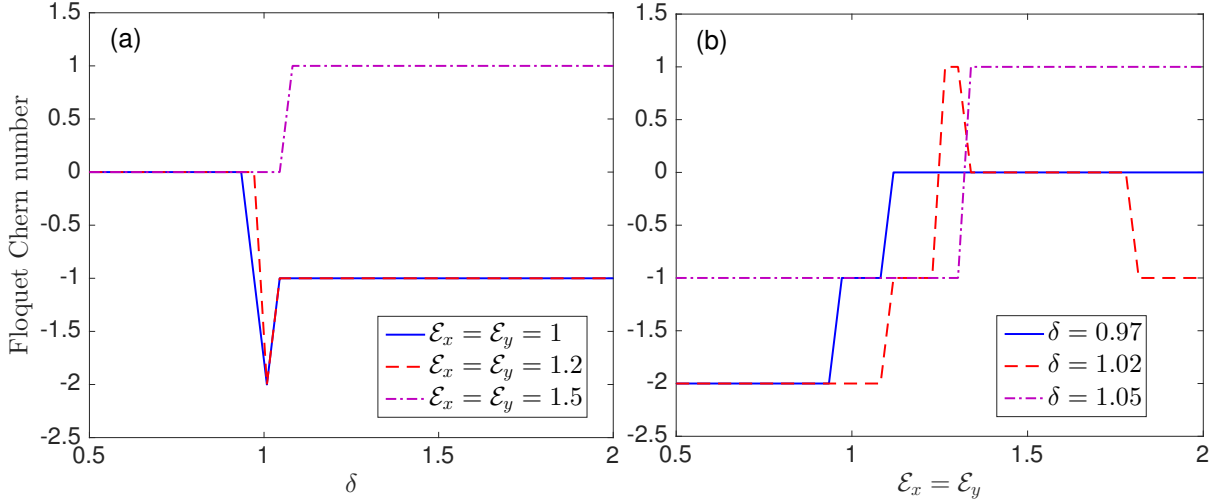 (a)
1.5
1
0.5
0
-0.5
-1
-1.5
-2
-2.5
Floquet Chern number
0.5
1
1.5
2
δ
ℰx = ℰy = 1
ℰx = ℰy = 1.2
ℰx = ℰy = 1.5
(b)
1.5
1
0.5
0
-0.5
-1
-1.5
-2
-2.5
0.5
1
1.5
2
ℰx = ℰy
δ = 0.97
δ = 1.02
δ = 1.05